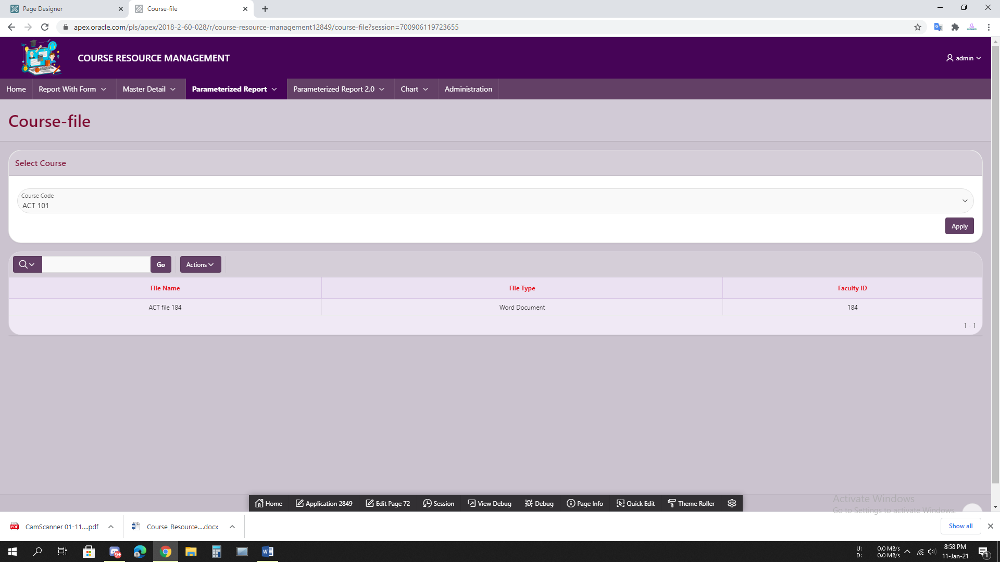 Page Designer
Course-file
apex.oracle.com/pls/apex/2018-2-60-028/r/course-resource-management12849/course-file?session=700906119723655
COURSE RESOURCE MANAGEMENT
admin
Home Report With Form Master Detail Parameterized Report Parameterized Report 2.0 Chart Administration
Course-file
Select Course
Course Code
ACT 101
Apply
Go Actions
File Name File Type Faculty ID
ACT file 184 Word Document 184
1 - 1
Activate Windows
Go to Settings to activate Windows.
Home Application 2849 Edit Page 72 Session View Debug Debug Page Info Quick Edit Theme Roller
PDF CamScanner 01-11....pdf Course_Resource....docx Show all
9+
U: 0.0 MB/s
D: 0.0 MB/s
8:58 PM
11-Jan-21
1